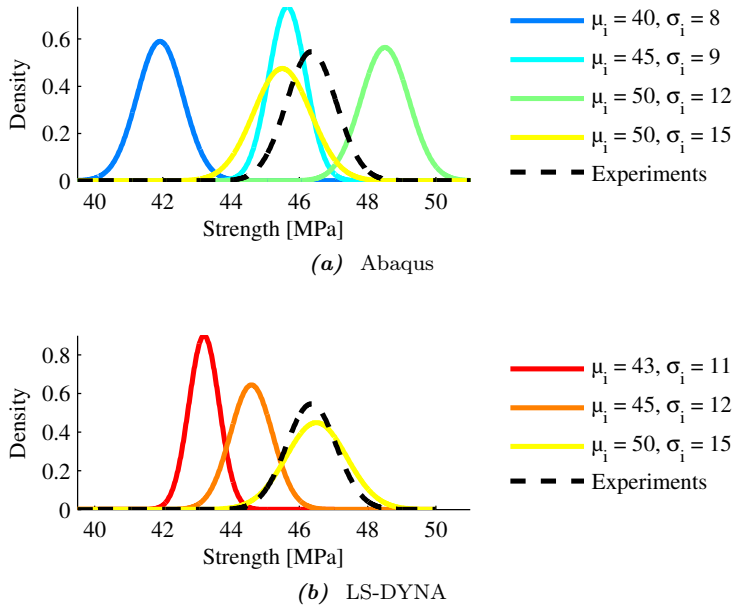 Density
0.6
0.4
0.2
0
40 42 44 46 48 50
Strength [MPa]
μi = 40, σi = 8
μi = 45, σi = 9
μi = 50, σi = 12
μi = 50, σi = 15
Experiments
(a) Abaqus
Density
0.8
0.6
0.4
0.2
0
40 42 44 46 48 50
Strength [MPa]
μi = 43, σi = 11
μi = 45, σi = 12
μi = 50, σi = 15
Experiments
(b) LS-DYNA